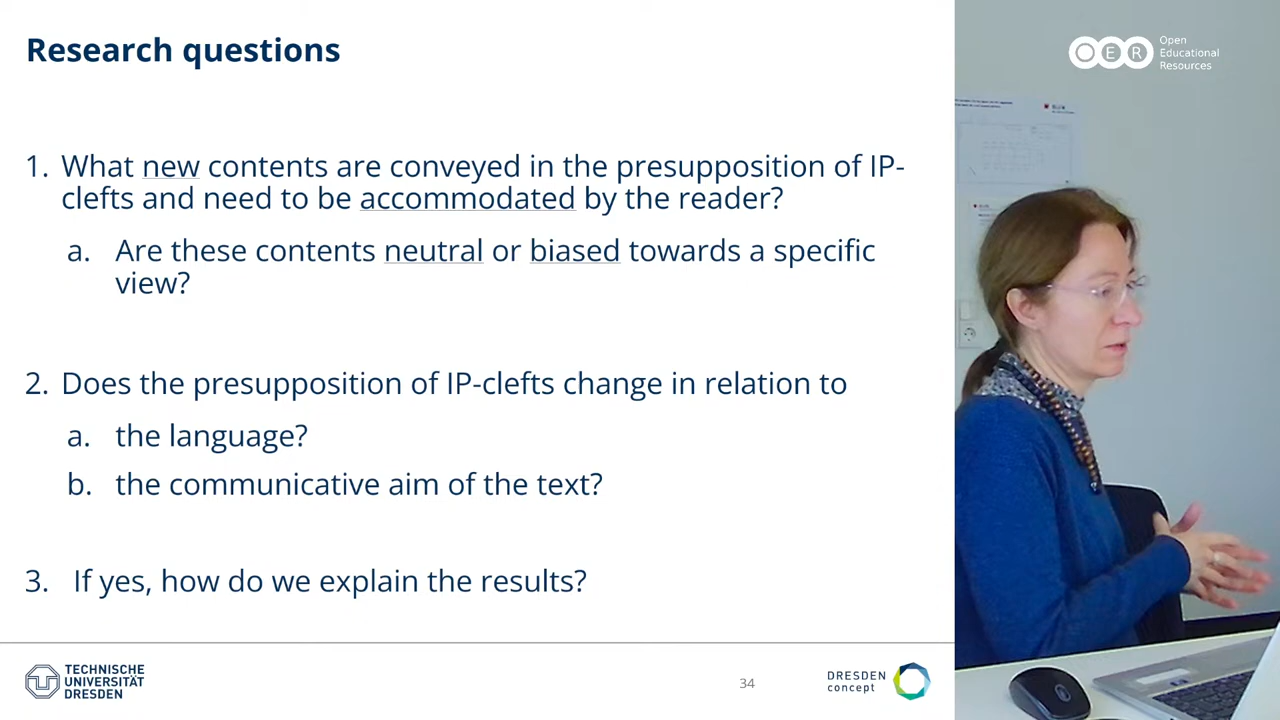 Research questions
1. What new contents are conveyed in the presupposition of IP-
clefts and need to be accommodated by the reader?
a. Are these contents neutral or biased towards a specific
view?
2. Does the presupposition of IP-clefts change in relation to
a. the language?
b. the communicative aim of the text?
3. If yes, how do we explain the results?
TECHNISCHE
UNIVERSITÄT
DRESDEN
34
DRESDEN
concept
OER
Open
Educational
Resources